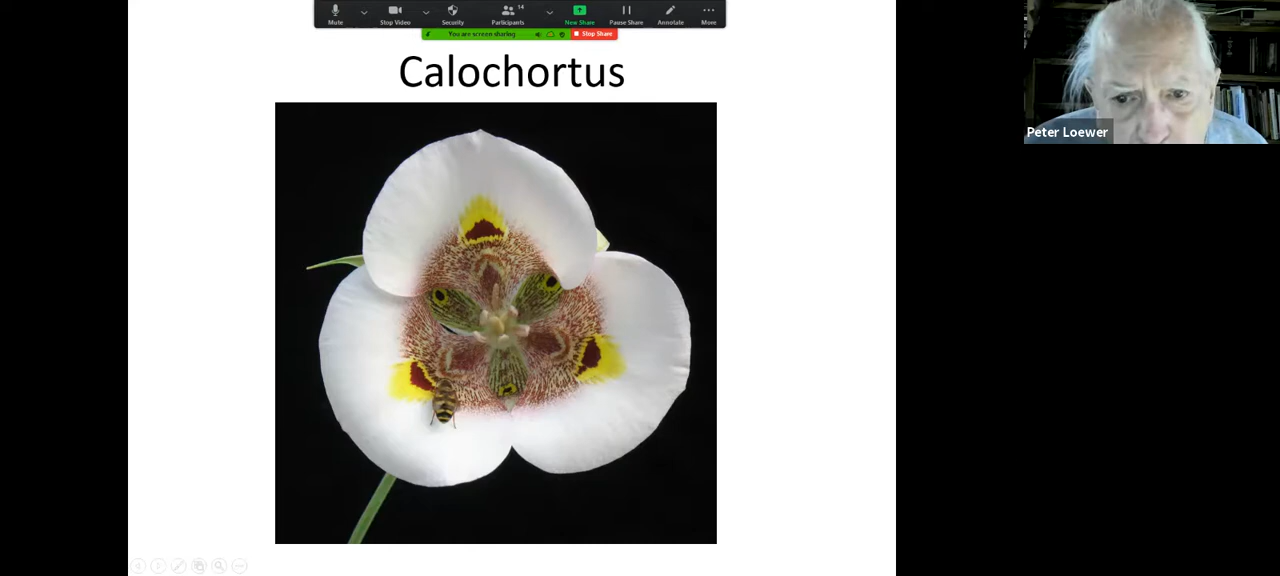 14
Mute
Stop Video
Security
Participants
New Share
Pause Share
Annotate
More
You are screen sharing
Stop Share
Calochortus
Peter Loewer